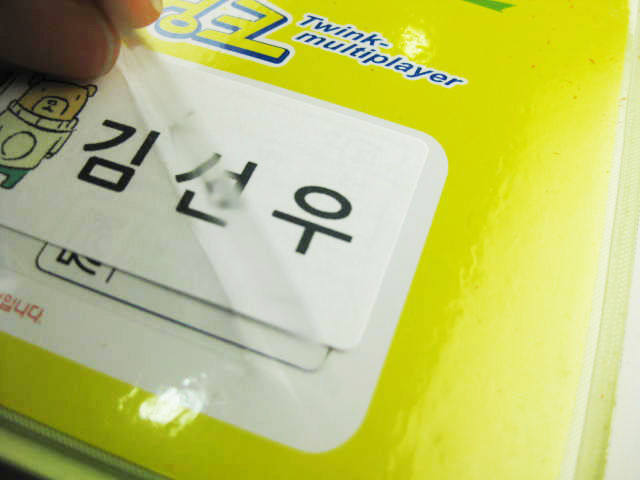 Twink-
multiplayer
김선우